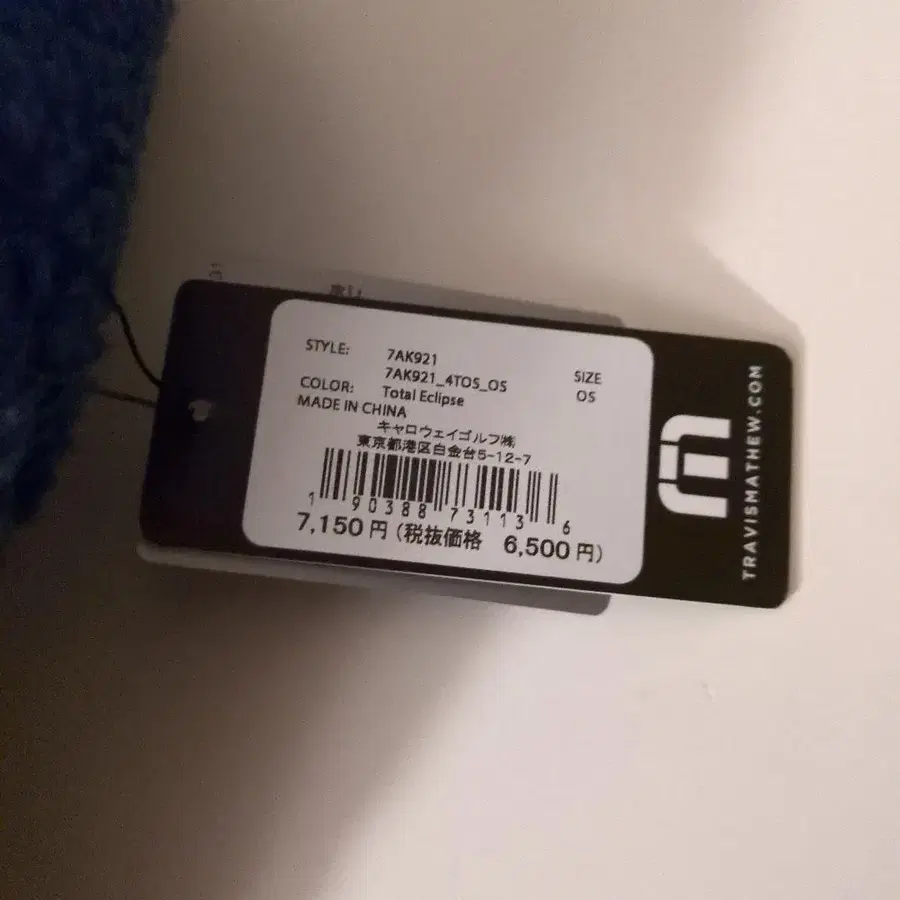 STYLE: 7AK921
7AK921_4TOS_OS
SIZE
OS
COLOR: Total Eclipse
MADE IN CHINA
キャロウェイゴルフ㈱
東京都港区白金台5-12-7
1 90388 73113 6
7,150円(税抜価格 6,500円)
TRAVISMATHEW.COM